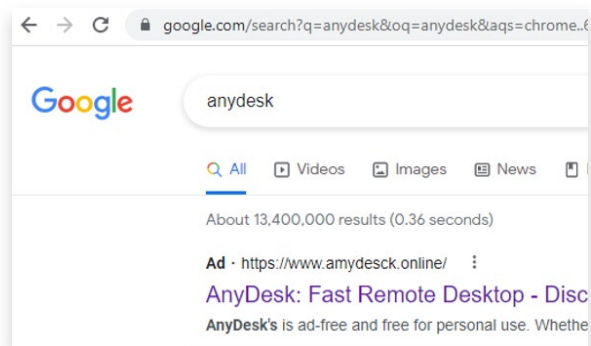 google.com/search?q=anydesk&oq=anydesk&aqs=chrome..
Google
anydesk
All Videos Images News
About 13,400,000 results (0.36 seconds)
Ad · https://www.amydesck.online/
AnyDesk: Fast Remote Desktop - Disc
AnyDesk's is ad-free and free for personal use. Whethe